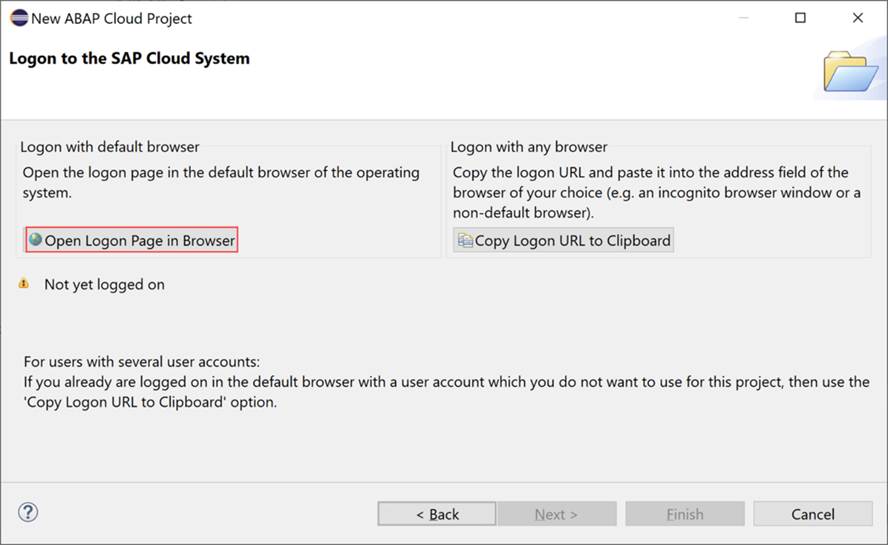 New ABAP Cloud Project
Logon to the SAP Cloud System
Logon with default browser
Open the logon page in the default browser of the operating
system.
Open Logon Page in Browser
Logon with any browser
Copy the logon URL and paste it into the address field of the
browser of your choice (e.g. an incognito browser window or a
non-default browser).
Copy Logon URL to Clipboard
Not yet logged on
For users with several user accounts:
If you already are logged on in the default browser with a user account which you do not want to use for this project, then use the
'Copy Logon URL to Clipboard' option.
?
< Back
Next >
Finish
Cancel